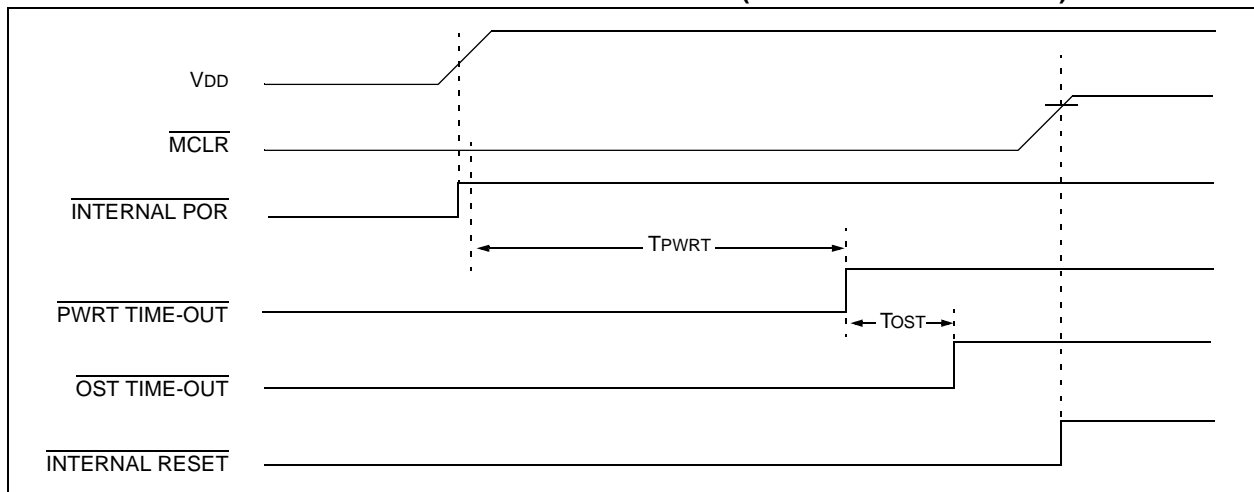 VDD
MCLR
INTERNAL POR
TPWRT
PWRT TIME-OUT
TOST
OST TIME-OUT
INTERNAL RESET